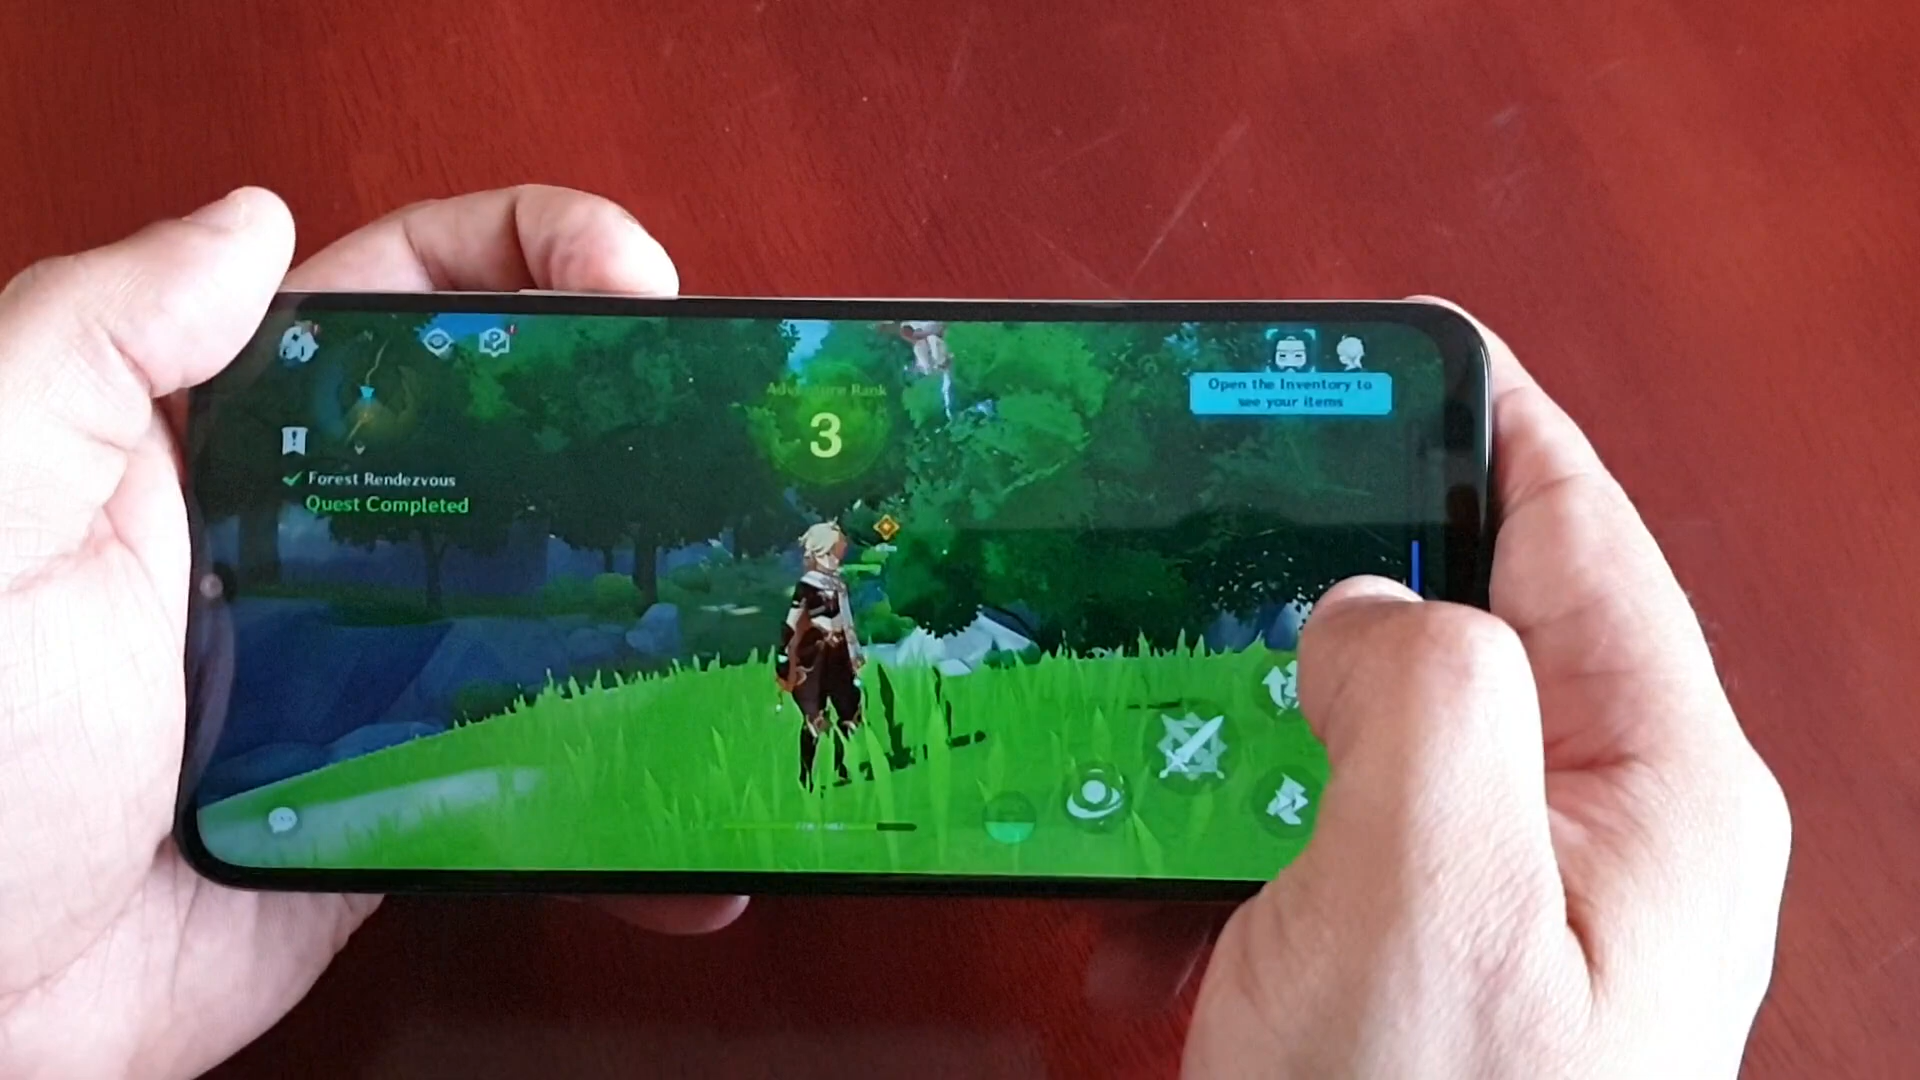 Adventure Rank
3
Open the Inventory to
see your items
Forest Rendezvous
Quest Completed